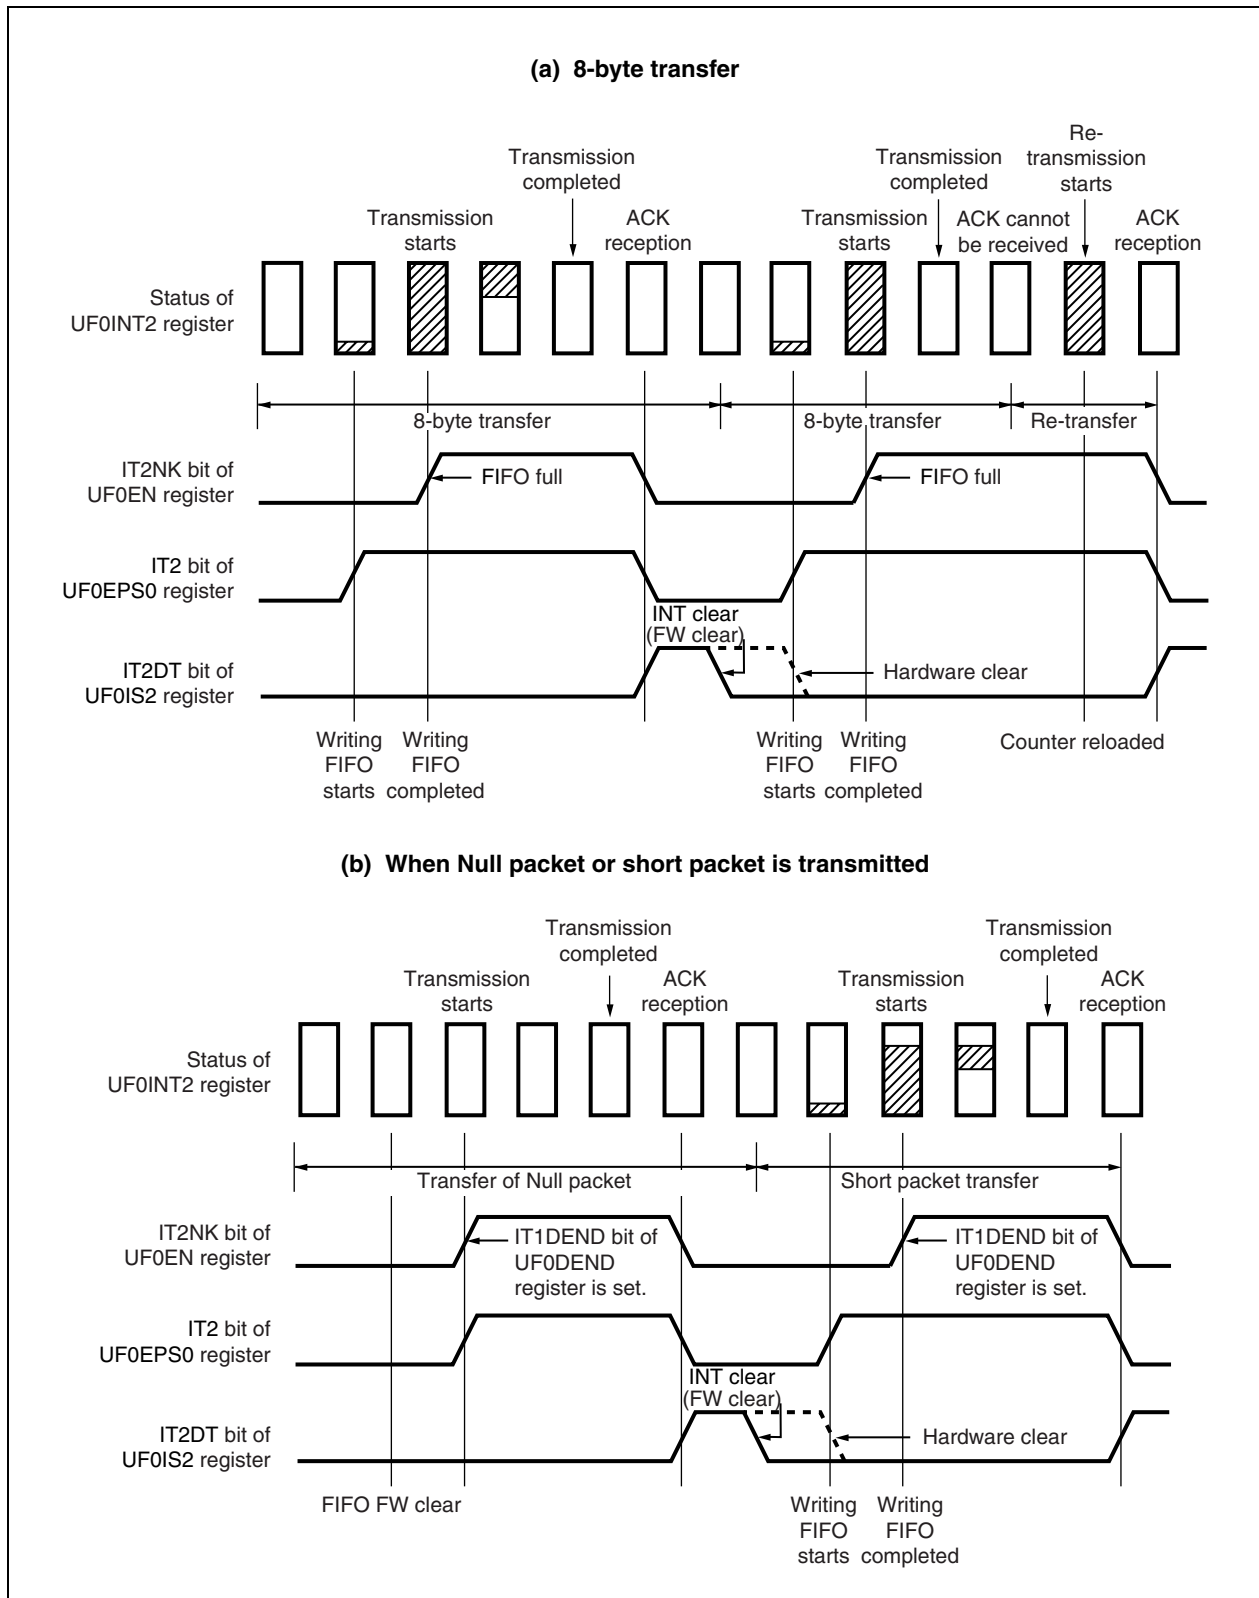 (a) 8-byte transfer
Re-
transmission
starts
Transmission
completed
Transmission
completed
Transmission
starts
ACK
reception
Transmission
starts
ACK cannot
be received
ACK
reception
Status of
UF0INT2 register
8-byte transfer
8-byte transfer
Re-transfer
IT2NK bit of
UF0EN register
FIFO full
FIFO full
IT2 bit of
UF0EPS0 register
INT clear
(FW clear)
IT2DT bit of
UF0IS2 register
Hardware clear
Writing
FIFO
starts
Writing
FIFO
completed
Writing
FIFO
starts
Writing
FIFO
completed
Counter reloaded
(b) When Null packet or short packet is transmitted
Transmission
completed
Transmission
completed
Transmission
starts
ACK
reception
Transmission
starts
ACK
reception
Status of
UF0INT2 register
Transfer of Null packet
Short packet transfer
IT2NK bit of
UF0EN register
IT1DEND bit of
UF0DEND
register is set.
IT1DEND bit of
UF0DEND
register is set.
IT2 bit of
UF0EPS0 register
INT clear
(FW clear)
IT2DT bit of
UF0IS2 register
Hardware clear
FIFO FW clear
Writing
FIFO
starts
Writing
FIFO
completed